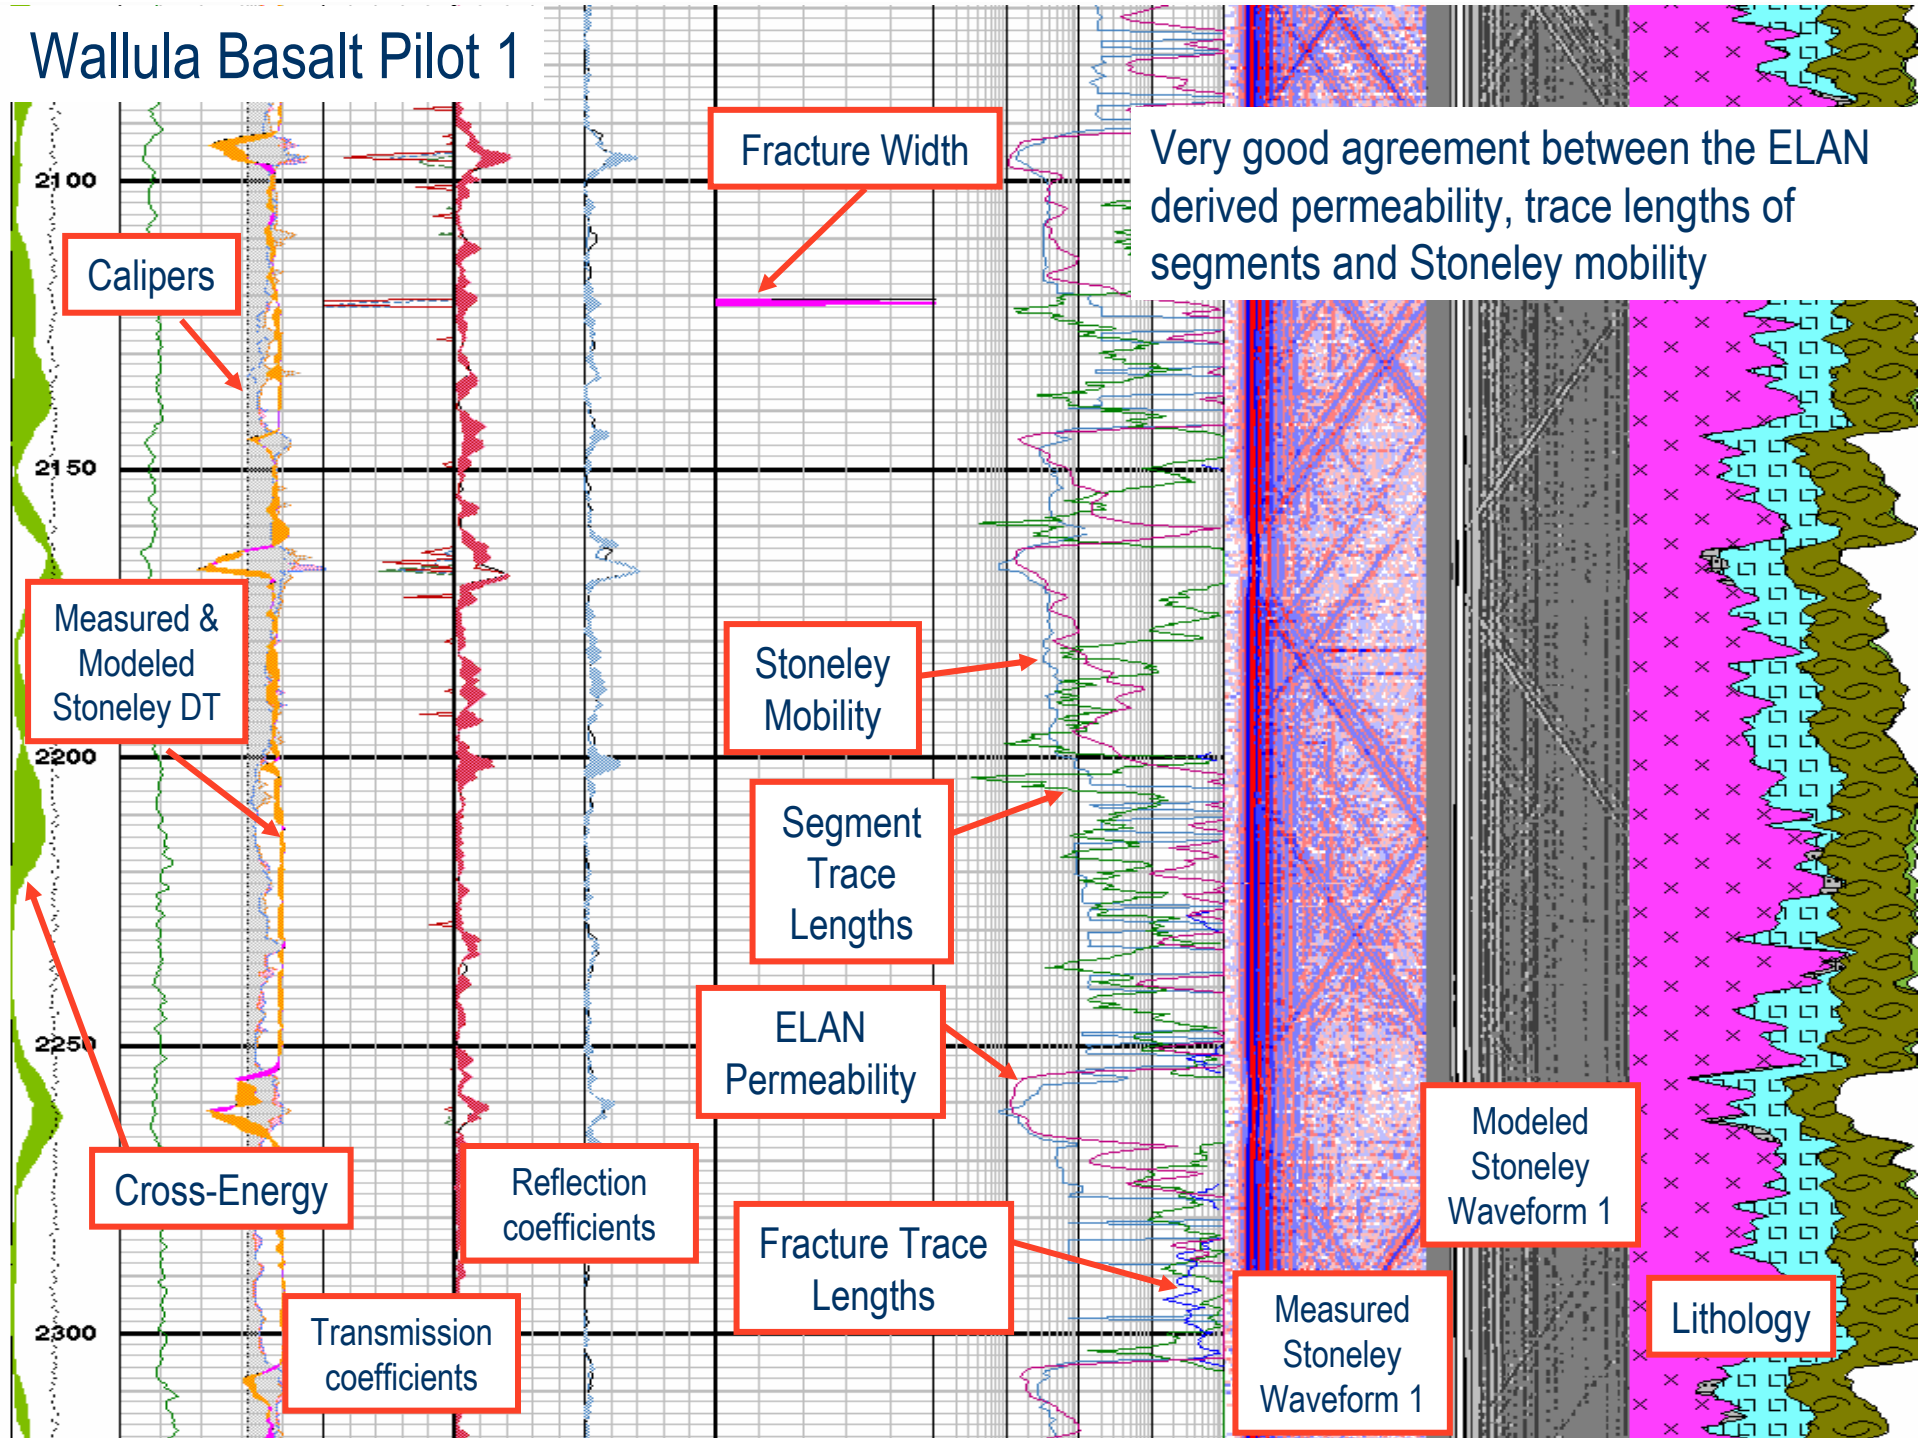 Wallula Basalt Pilot 1
Very good agreement between the ELAN
derived permeability, trace lengths of
segments and Stoneley mobility
Fracture Width
2100
Calipers
2150
Measured &
Modeled
Stoneley DT
Stoneley
Mobility
2200
Segment
Trace
Lengths
ELAN
Permeability
2250
Cross-Energy
Reflection
coefficients
Fracture Trace
Lengths
Modeled
Stoneley
Waveform 1
Transmission
coefficients
2300
Measured
Stoneley
Waveform 1
Lithology